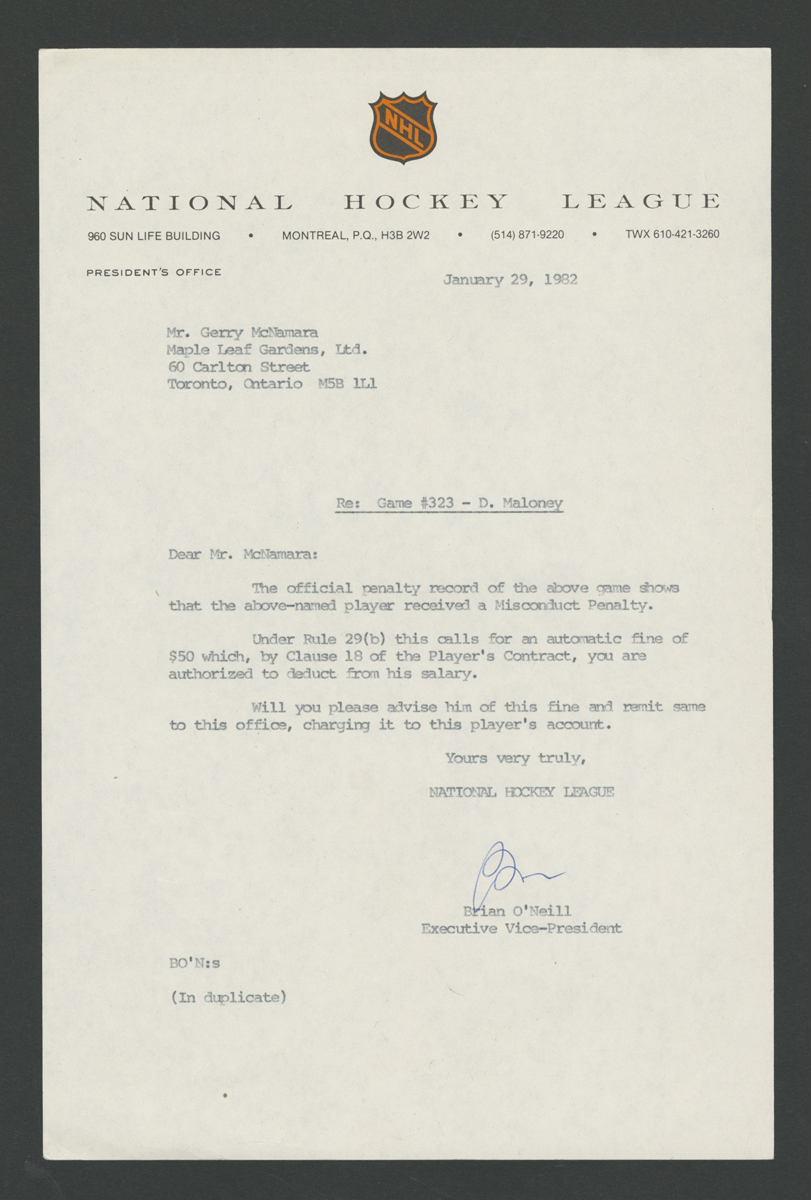 NHL
NATIONAL HOCKEY LEAGUE
960 SUN LIFE BUILDING • MONTREAL, P.Q., H3B 2W2 • (514) 871-9220 • TWX 610-421-3260
PRESIDENT'S OFFICE
January 29, 1982
Mr. Gerry McNamara
Maple Leaf Gardens, Ltd.
60 Carlton Street
Toronto, Ontario M5B 1L1
Re: Game #323 - D. Maloney
Dear Mr. McNamara:
The official penalty record of the above game shows
that the above-named player received a Misconduct Penalty.
Under Rule 29(b) this calls for an automatic fine of
$50 which, by Clause 18 of the Player's Contract, you are
authorized to deduct from his salary.
Will you please advise him of this fine and remit same
to this office, charging it to this player's account.
Yours very truly,
NATIONAL HOCKEY LEAGUE
Brian O'Neill
Executive Vice-President
BO'N:s
(In duplicate)